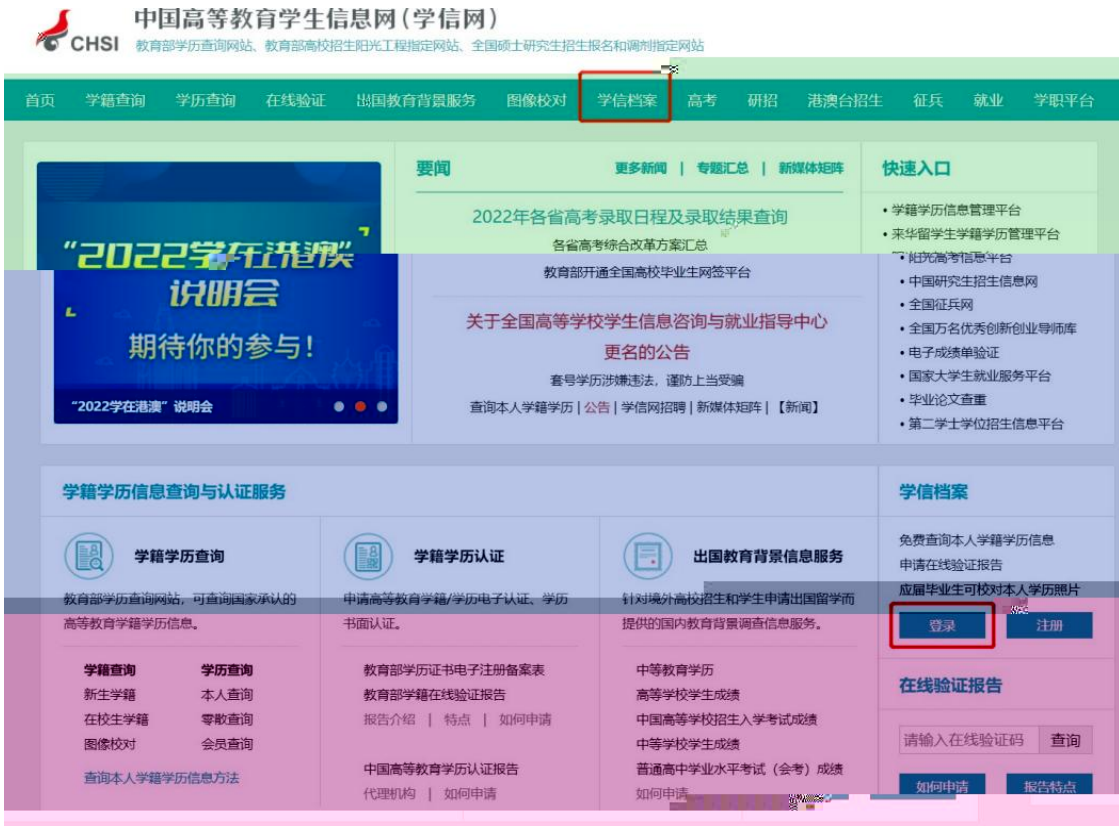 中国高等教育学生信息网(学信网)
CHSI 教育部学历查询网站、教育部高校招生阳光工程指定网站、全国硕士研究生招生报名和调剂指定网站
首页 学籍查询 学历查询 在线验证 出国教育背景服务 图像校对 学信档案 高考 研招 港澳台招生 征兵 就业 学职平台
“2022学在港澳”
说明会
期待你的参与!
“2022学在港澳”说明会
要闻 更多新闻 | 专题汇总 | 新媒体矩阵
2022年各省高考录取日程及录取结果查询
各省高考综合改革方案汇总
教育部开通全国高校毕业生网签平台
关于全国高等学校学生信息咨询与就业指导中心
更名的公告
套号学历涉嫌违法,谨防上当受骗
查询本人学籍学历 | 公告 | 学信网招聘 | 新媒体矩阵 | 【新闻】
快速入口
• 学籍学历信息管理平台
• 来华留学生学籍学历管理平台
• 阳光高考信息平台
• 中国研究生招生信息网
• 全国征兵网
• 全国万名优秀创新创业导师库
• 电子成绩单验证
• 国家大学生就业服务平台
• 毕业论文查重
• 第二学士学位招生信息平台
学籍学历信息查询与认证服务
学籍学历查询
教育部学历查询网站,可查询国家承认的
高等教育学籍学历信息。
学籍查询 学历查询
新生学籍 本人查询
在校生学籍 零散查询
图像校对 会员查询
查询本人学籍学历信息方法
学籍学历认证
申请高等教育学籍/学历电子认证、学历
书面认证。
教育部学历证书电子注册备案表
教育部学籍在线验证报告
报告介绍 | 特点 | 如何申请
中国高等教育学历认证报告
代理机构 | 如何申请
出国教育背景信息服务
针对境外高校招生和学生申请出国留学而
提供的国内教育背景调查信息服务。
中等教育学历
高等学校学生成绩
中国高等学校招生入学考试成绩
中等学校学生成绩
普通高中学业水平考试(会考)成绩
如何申请
学信档案
免费查询本人学籍学历信息
申请在线验证报告
应届毕业生可校对本人学历照片
登录 注册
在线验证报告
请输入在线验证码 查询
如何申请 报告特点